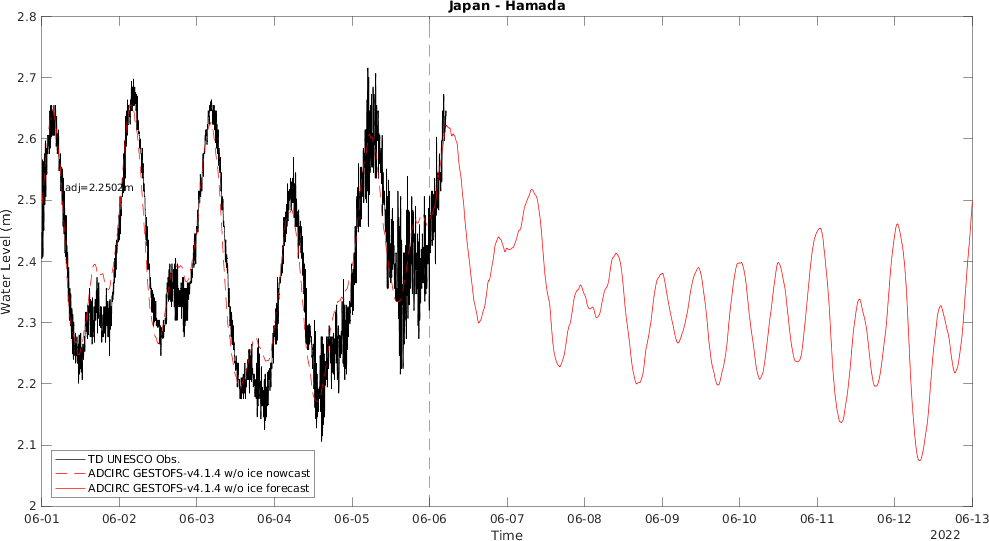 Japan - Hamada
2.8
2.7
2.6
2.5
2.4
2.3
2.2
2.1
2
Water Level (m)
adj=2.2502m
TD UNESCO Obs.
ADCIRC GESTOFS-v4.1.4 w/o ice nowcast
ADCIRC GESTOFS-v4.1.4 w/o ice forecast
06-01 06-02 06-03 06-04 06-05 06-06 06-07 06-08 06-09 06-10 06-11 06-12 06-13
Time
2022